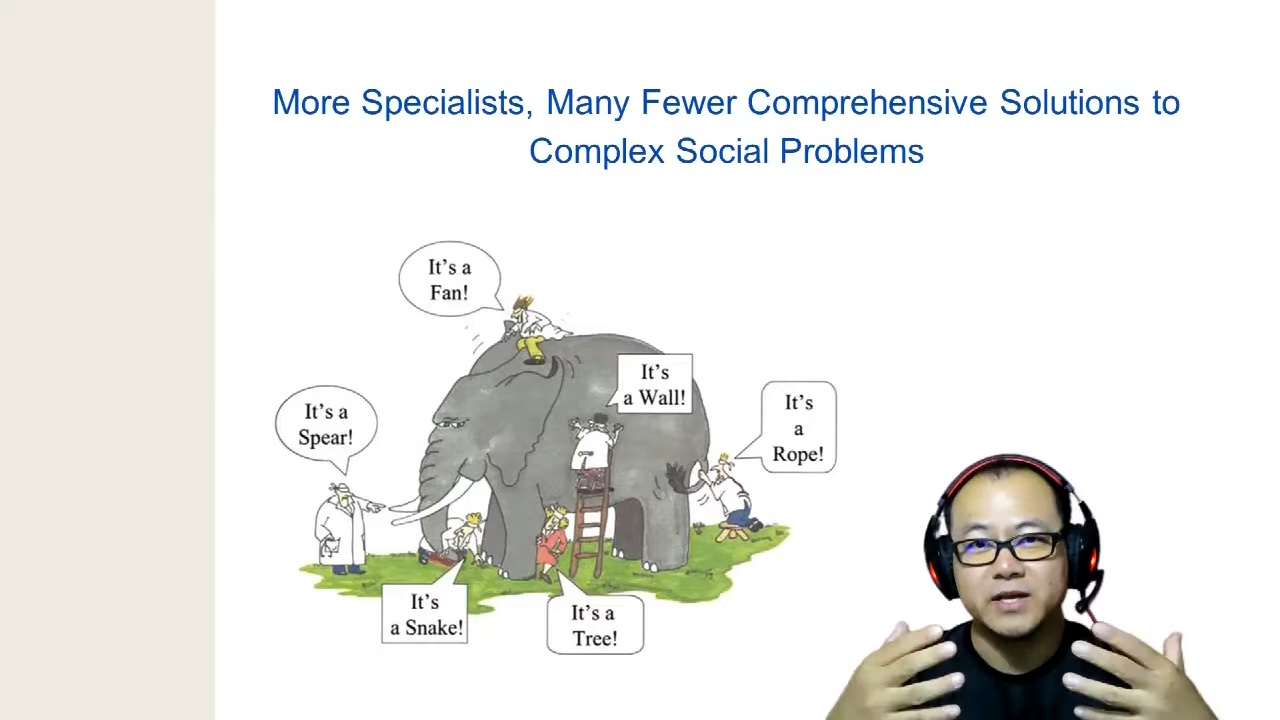 More Specialists, Many Fewer Comprehensive Solutions to
Complex Social Problems
It's a
Fan!
It's
a Wall!
It's a
Spear!
It's
a
Rope!
It's
a Snake!
It's a
Tree!